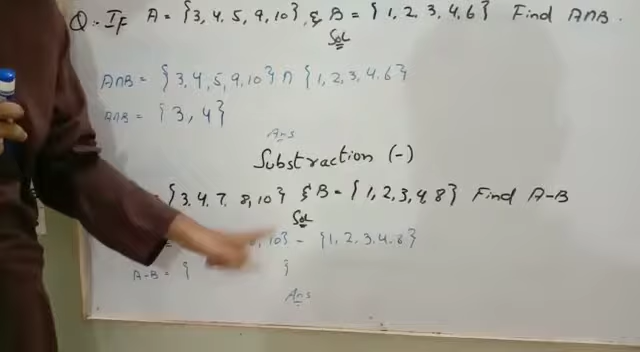 Q:- If A = {3, 4, 5, 9, 10}, & B = {1, 2, 3, 4, 6} Find A∩B.
Sol
A∩B = {3, 4, 5, 9, 10} ∩ {1, 2, 3, 4, 6}
A∩B = {3, 4}
Ans
Substraction (-)
= {3, 4, 7, 8, 10} & B = {1, 2, 3, 4, 8} Find A-B
Sol
, 10} - {1, 2, 3, 4, 8}
A-B = { }
Ans